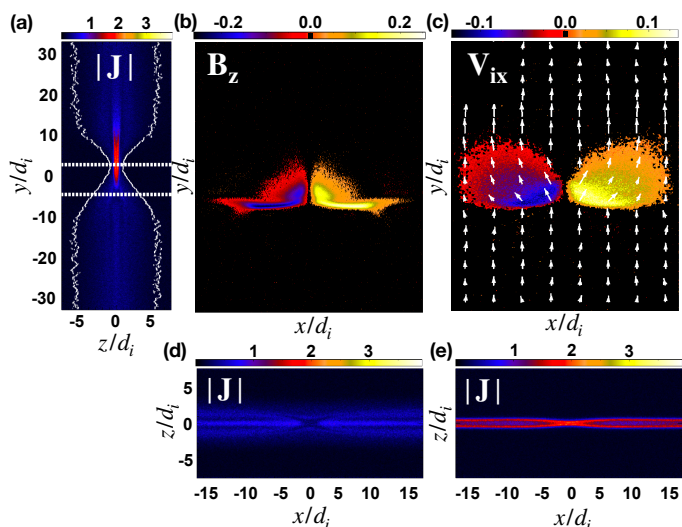 (a)
1 2 3
|J|
y/d_i
30
20
10
0
-10
-20
-30
-5 0 5
z/d_i
(b)
-0.2 0.0 0.2
B_z
y/d_i
x/d_i
(c)
-0.1 0.0 0.1
V_ix
y/d_i
x/d_i
(d)
1 2 3
|J|
z/d_i
5
0
-5
-15 -10 -5 0 5 10 15
x/d_i
(e)
1 2 3
|J|
z/d_i
-15 -10 -5 0 5 10 15
x/d_i